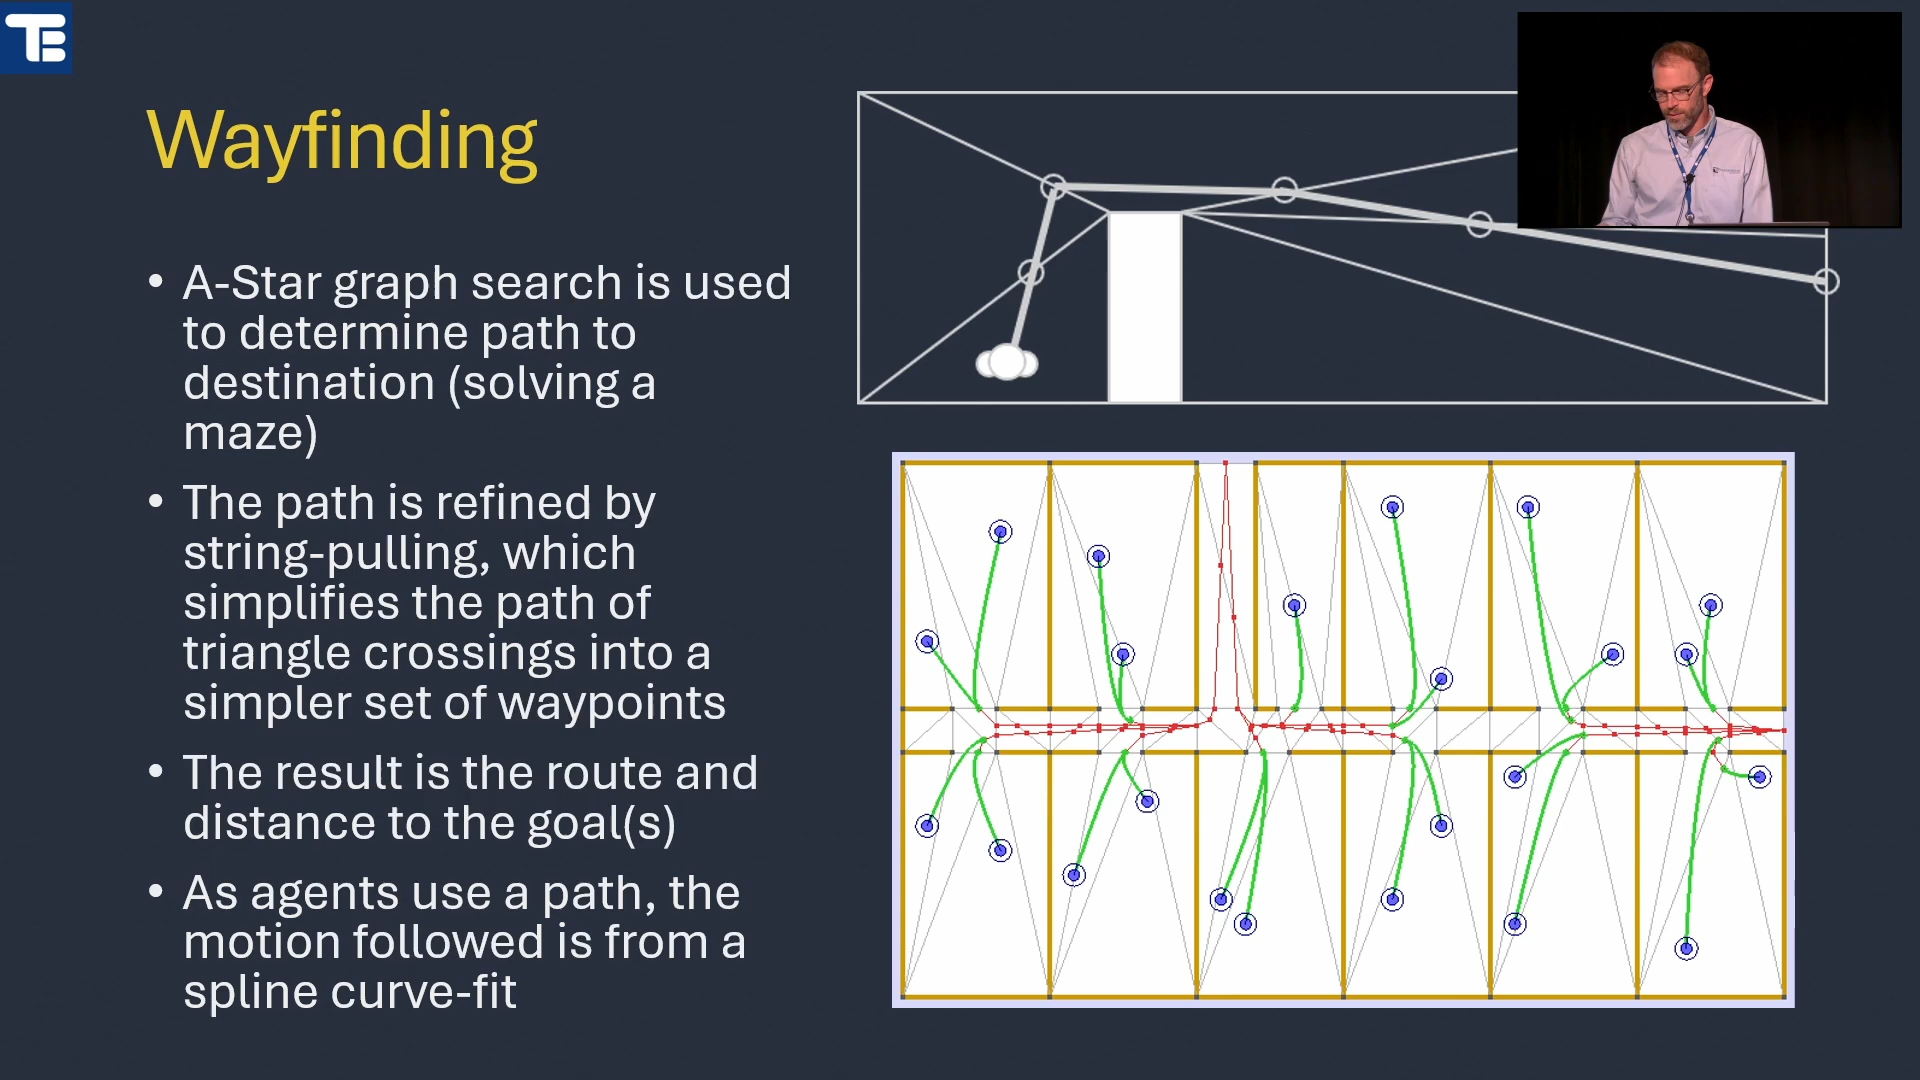 TEB
Wayfinding
• A-Star graph search is used
to determine path to
destination (solving a
maze)
• The path is refined by
string-pulling, which
simplifies the path of
triangle crossings into a
simpler set of waypoints
• The result is the route and
distance to the goal(s)
• As agents use a path, the
motion followed is from a
spline curve-fit